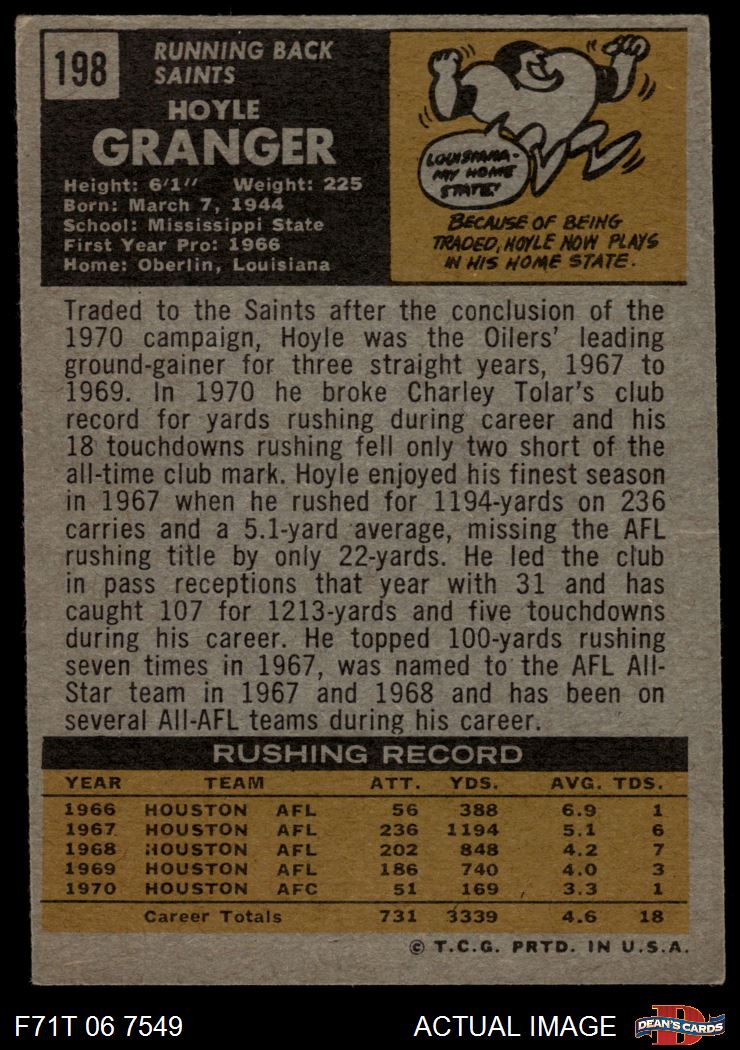 198
RUNNING BACK
SAINTS
HOYLE
GRANGER
Height: 6'1" Weight: 225
Born: March 7, 1944
School: Mississippi State
First Year Pro: 1966
Home: Oberlin, Louisiana
LOUISIANA-
MY HOME
STATE!
BECAUSE OF BEING
TRADED, HOYLE NOW PLAYS
IN HIS HOME STATE.
Traded to the Saints after the conclusion of the
1970 campaign, Hoyle was the Oilers' leading
ground-gainer for three straight years, 1967 to
1969. In 1970 he broke Charley Tolar's club
record for yards rushing during career and his
18 touchdowns rushing fell only two short of the
all-time club mark. Hoyle enjoyed his finest season
in 1967 when he rushed for 1194-yards on 236
carries and a 5.1-yard average, missing the AFL
rushing title by only 22-yards. He led the club
in pass receptions that year with 31 and has
caught 107 for 1213-yards and five touchdowns
during his career. He topped 100-yards rushing
seven times in 1967, was named to the AFL All-
Star team in 1967 and 1968 and has been on
several All-AFL teams during his career.
RUSHING RECORD
YEAR TEAM ATT. YDS. AVG. TDS.
1966 HOUSTON AFL 56 388 6.9 1
1967 HOUSTON AFL 236 1194 5.1 6
1968 HOUSTON AFL 202 848 4.2 7
1969 HOUSTON AFL 186 740 4.0 3
1970 HOUSTON AFC 51 169 3.3 1
Career Totals 731 3339 4.6 18
© T.C.G. PRTD. IN U.S.A.
F71T 06 7549 ACTUAL IMAGE
D
DEAN'S CARDS